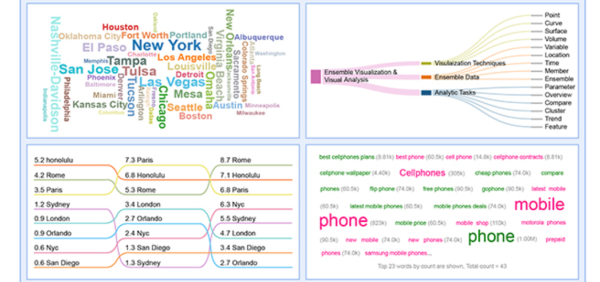 Houston
Oklahoma City Fort Worth Portland
Albuquerque
El Paso New York
Nashville-Davidson
New Orleans
San Diego
Sacramento
Colorado Springs
Washington
Memphis Tampa Charlotte Los Angeles
San Jose Tulsa Louisville
Virginia Beach
Phoenix Detroit
Baltimore Las Vegas Omaha
Long Beach
Philadelphia
Miami Tucson Arlington Mesa
Kansas City Chicago Seattle Austin Minneapolis
Boston Milwaukee
Ensemble Visualization &
Visual Analysis
Visulaization Techniques
Ensemble Data
Analytic Tasks
Point
Curve
Surface
Volume
Variable
Location
Time
Member
Ensemble
Parameter
Overview
Compare
Cluster
Trend
Feature
5.2 honolulu 7.3 Paris 8.7 Rome
4.2 Rome 6.8 Honolulu 7.1 Honolulu
3.5 Paris 5.3 Rome 6.8 Paris
1.2 Sydney 3.4 London 6.3 Nyc
0.9 London 2.7 Orlando 5.5 Sydney
0.9 Orlando 2.4 Nyc 4.7 London
0.6 Nyc 1.3 San Diego 3.4 San Diego
0.6 San Diego 1.3 Sydney 2.7 Orlando
best cellphones plans (8.81k) best phone (60.5k) cell phone (14.8k) cellphone contracts (8.81k)
cellphone wallpaper (4.40k) Cellphones (305k) cheap phones (74.0k) compare
phones (60.5k) flip phone (74.0k) free phones (90.5k) gophone (90.5k) latest mobile
(60.5k) latest mobile phones (60.5k) mobile phones deals (74.0k) mobile
phone (823k) mobile price (60.5k) mobile shop (110k) motorola phones
(90.5k) new mobile (74.0k) new phones (74.0k) phone (1.00M) prepaid
phones (74.0k) samsung mobile phones...
Top 23 words by count are shown, Total count = 43